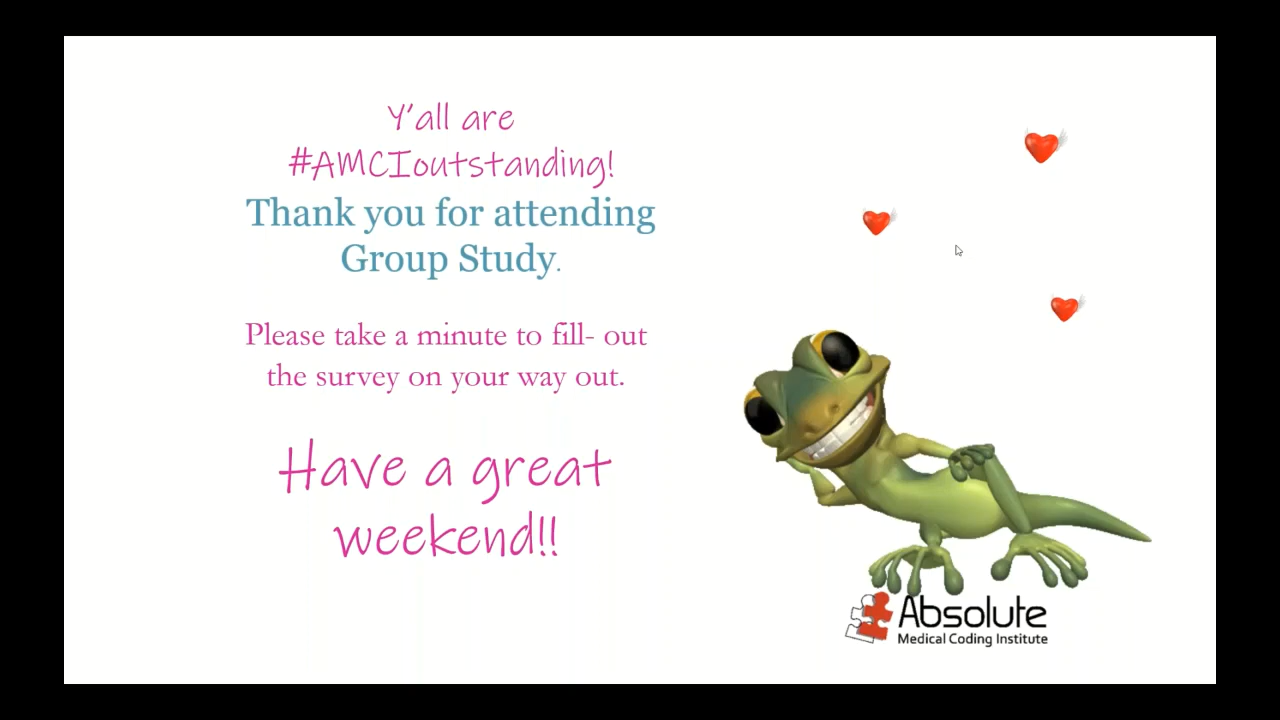 Y'all are
#AMCIoutstanding!
Thank you for attending
Group Study.
Please take a minute to fill- out
the survey on your way out.
Have a great
weekend!!
Absolute
Medical Coding Institute